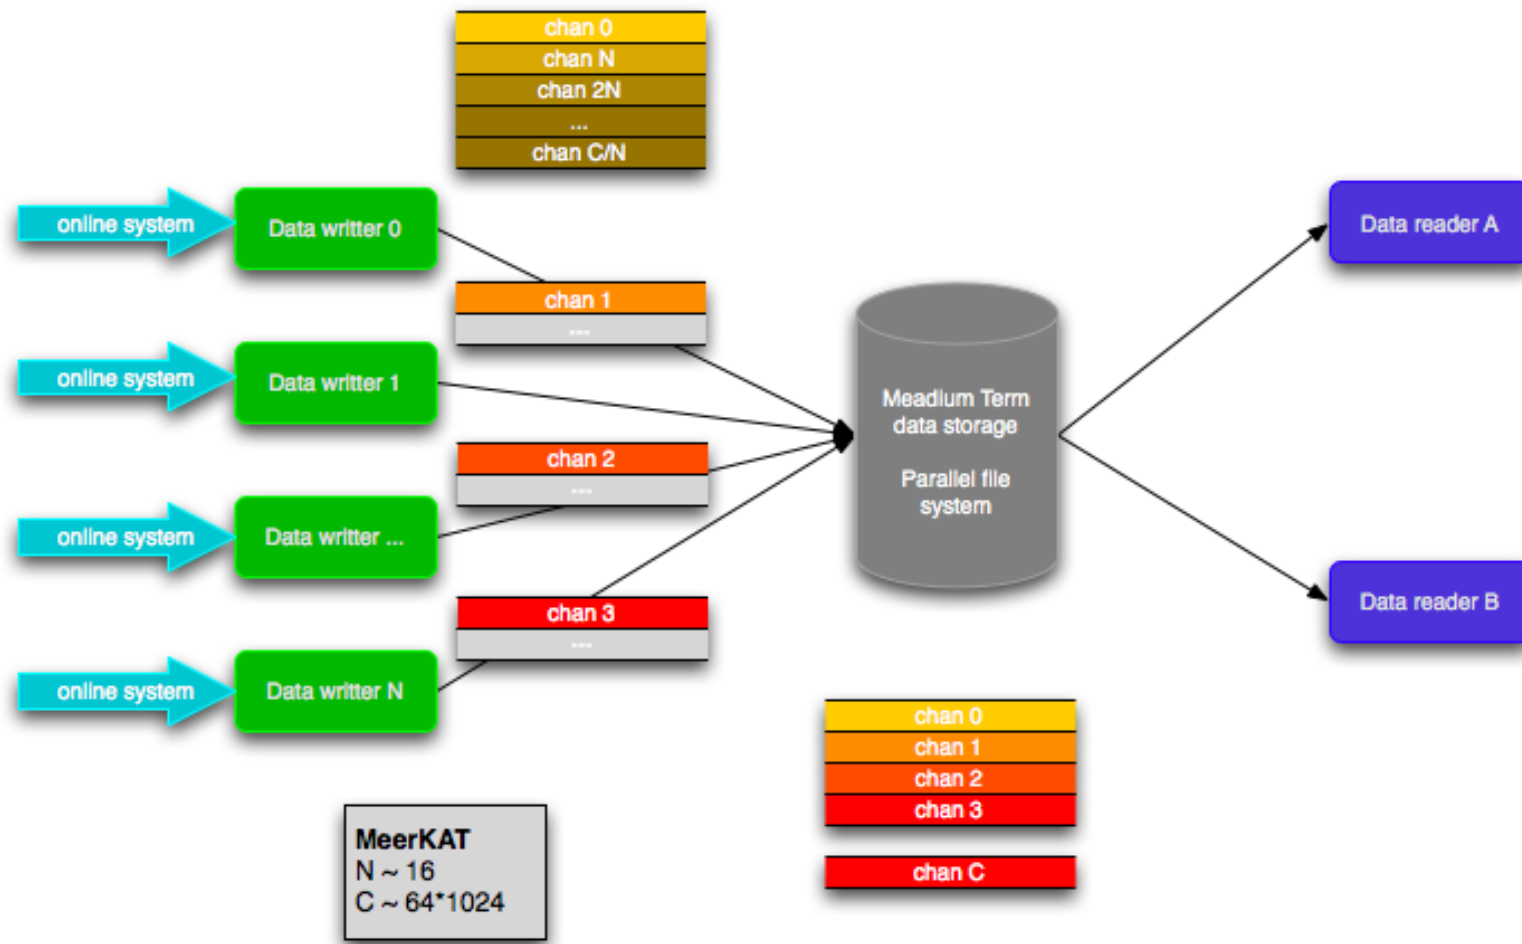 chan 0
chan N
chan 2N
...
chan C/N
online system
Data writter 0
Data reader A
chan 1
---
online system
Data writter 1
Meadium Term
data storage
Parallel file
system
chan 2
---
online system
Data writter ...
chan 3
---
Data reader B
online system
Data writter N
chan 0
chan 1
chan 2
chan 3
chan C
MeerKAT
N ~ 16
C ~ 64*1024